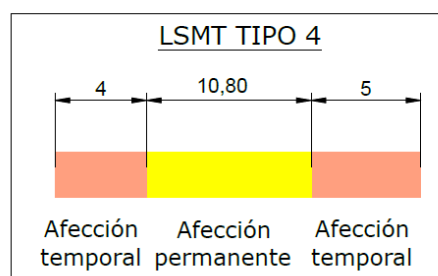 LSMT TIPO 4
4 10,80 5
Afección Afección Afección
temporal permanente temporal